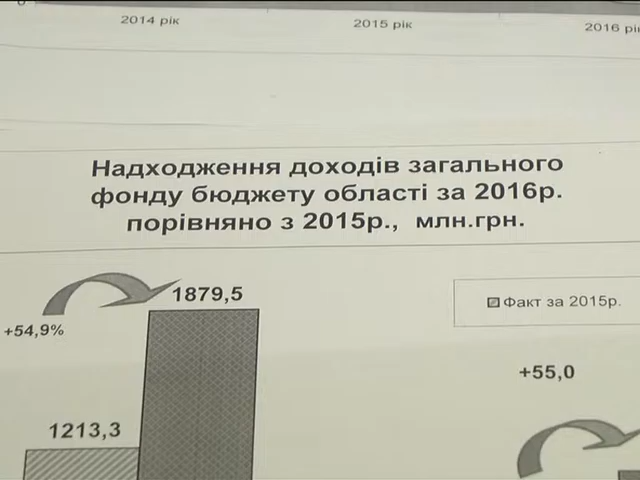 0
2014 рік 2015 рік 2016 рік
Надходження доходів загального
фонду бюджету області за 2016р.
порівняно з 2015р., млн.грн.
1879,5
+54,9%
Факт за 2015р.
+55,0
1213,3